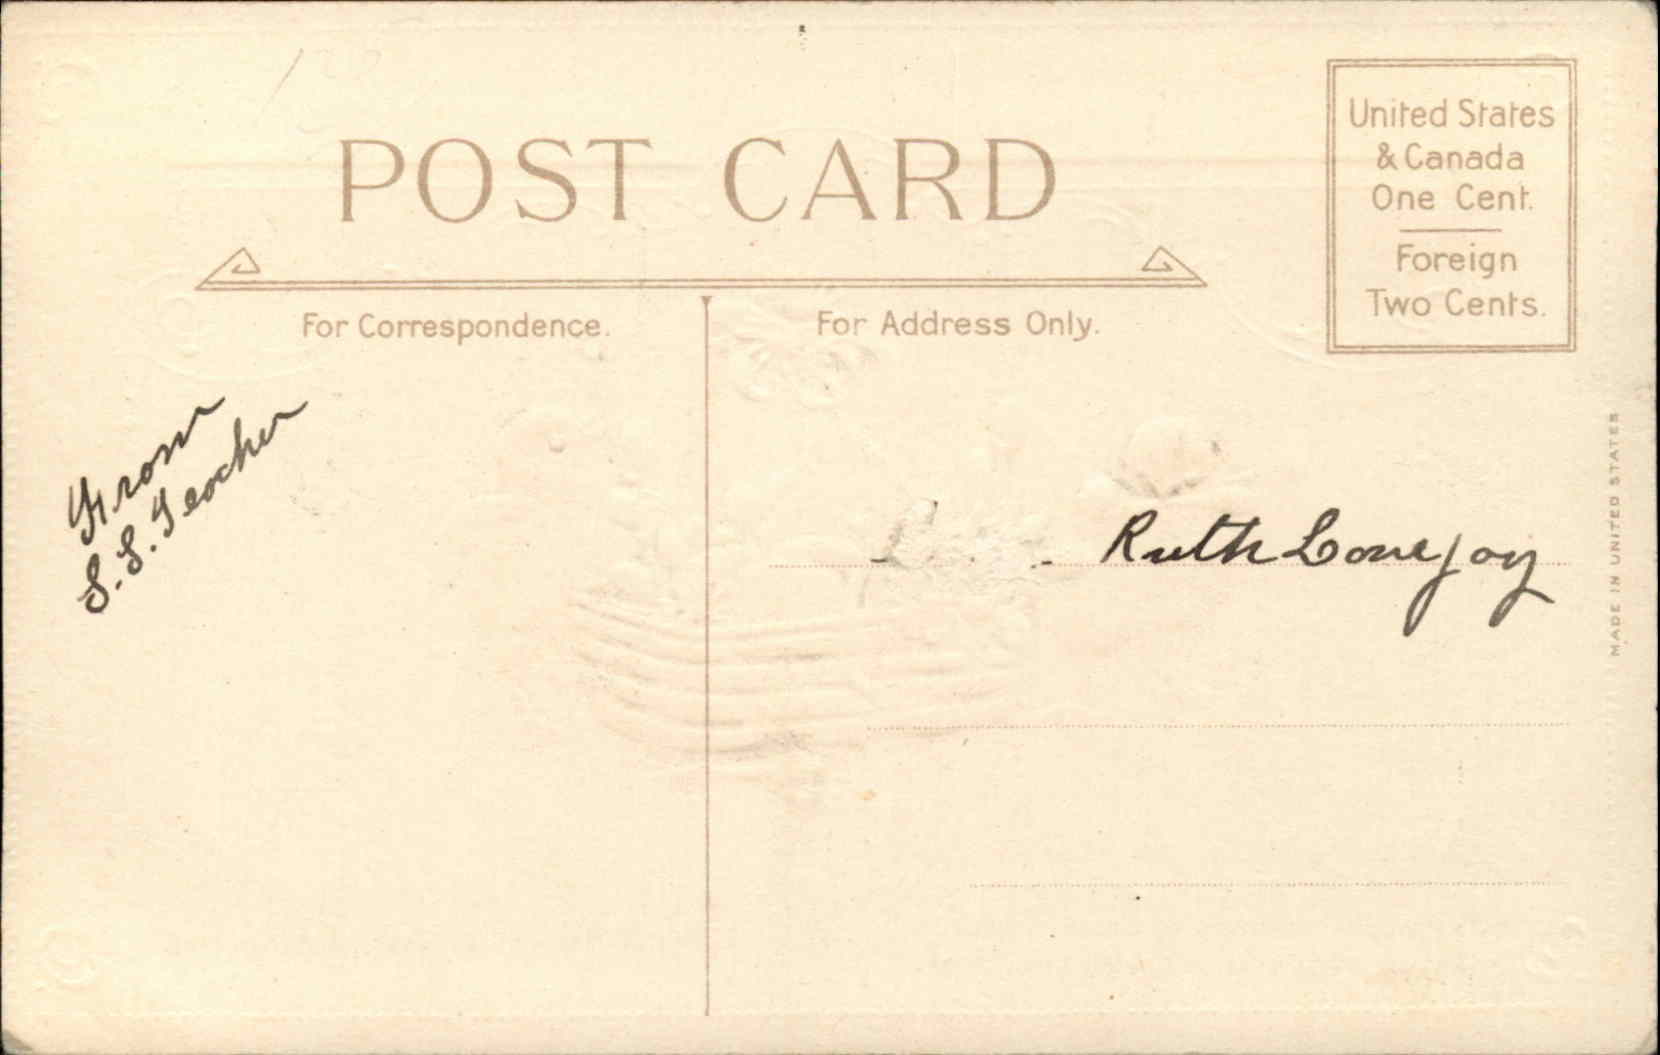 POST CARD
United States
& Canada
One Cent.
Foreign
Two Cents.
For Correspondence.
For Address Only.
From
S. S. Teacher
Ruth Lovejoy
MADE IN UNITED STATES